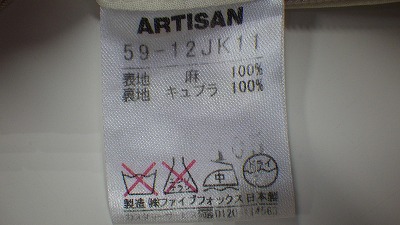 ARTISAN
59-12JK11
表地 麻 100%
裏地 キュプラ 100%
中 ドライ
製造 ㈱ファイブフォックス 日本製